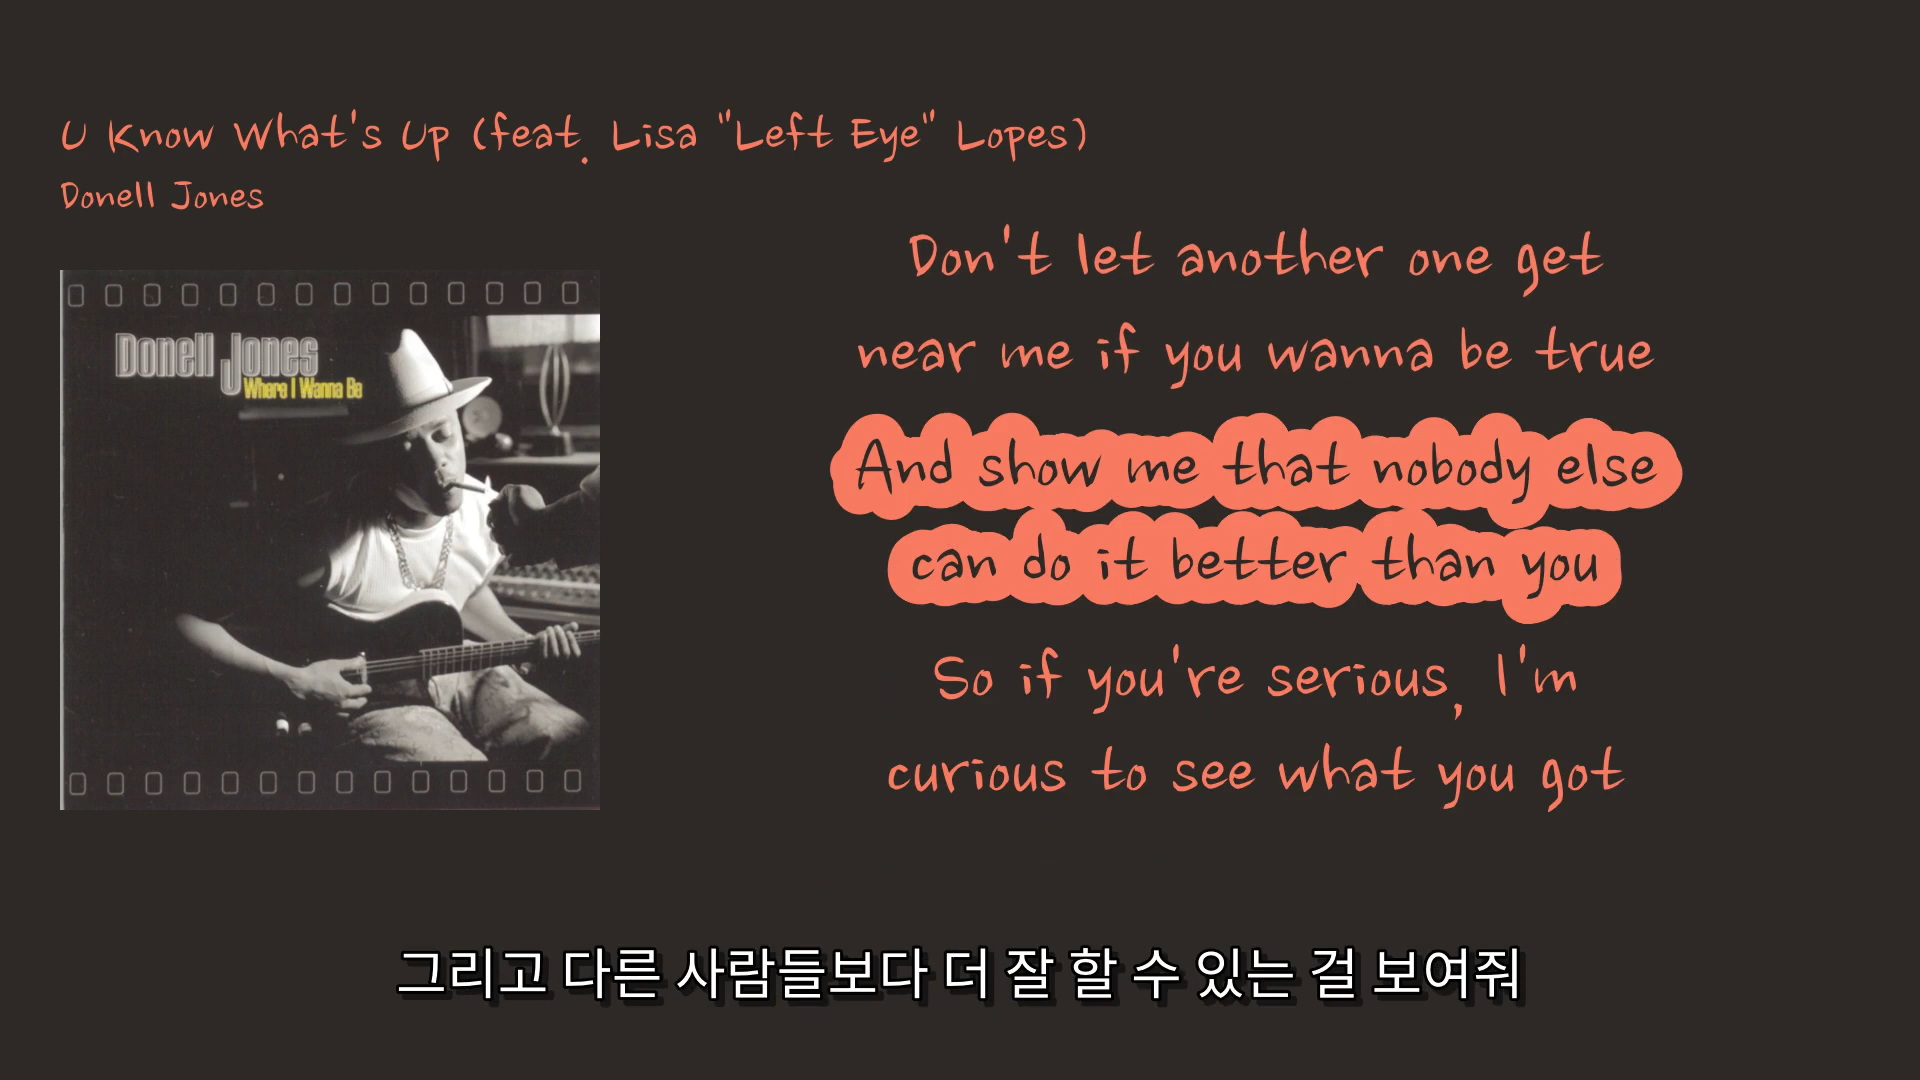 U Know What's Up (feat. Lisa "Left Eye" Lopes)
Donell Jones
Donell Jones
Where I Wanna Be
Don't let another one get
near me if you wanna be true
And show me that nobody else
can do it better than you
So if you're serious, I'm
curious to see what you got
그리고 다른 사람들보다 더 잘 할 수 있는 걸 보여줘